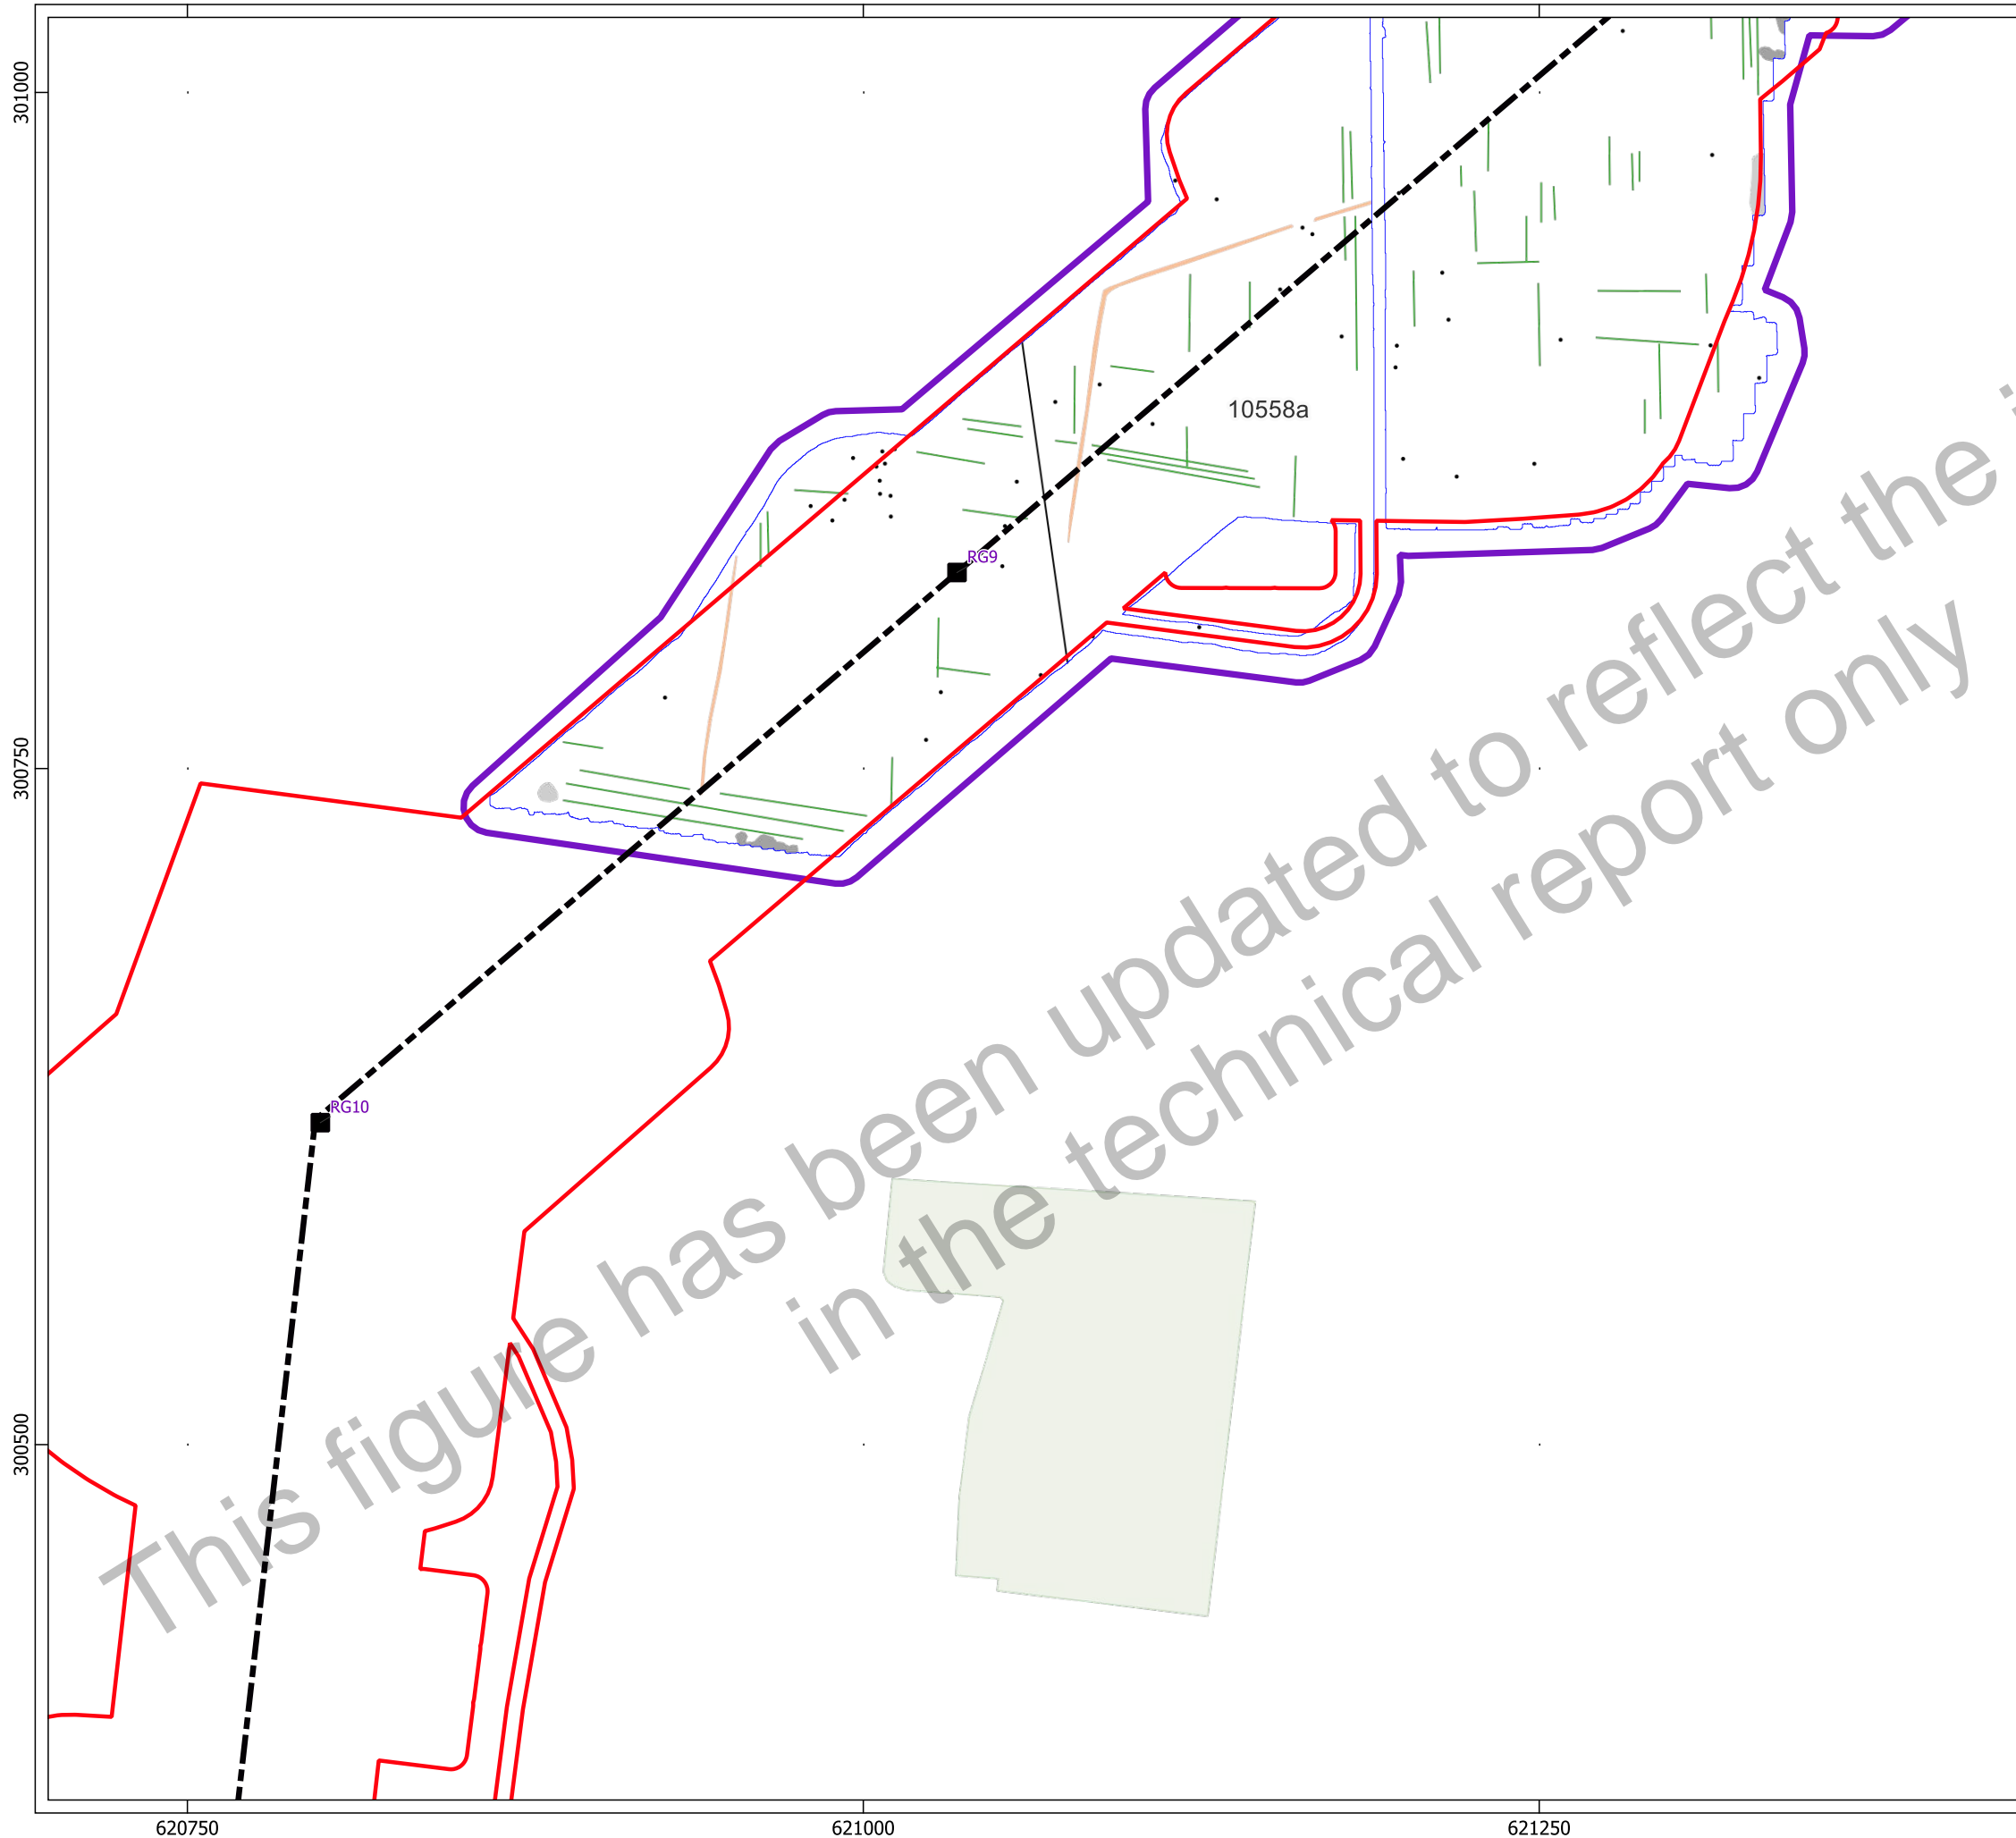 301000
10558a
RG9
300750
This figure has been updated to reflect the i
in the technical report only
RG10
300500
620750
621000
621250